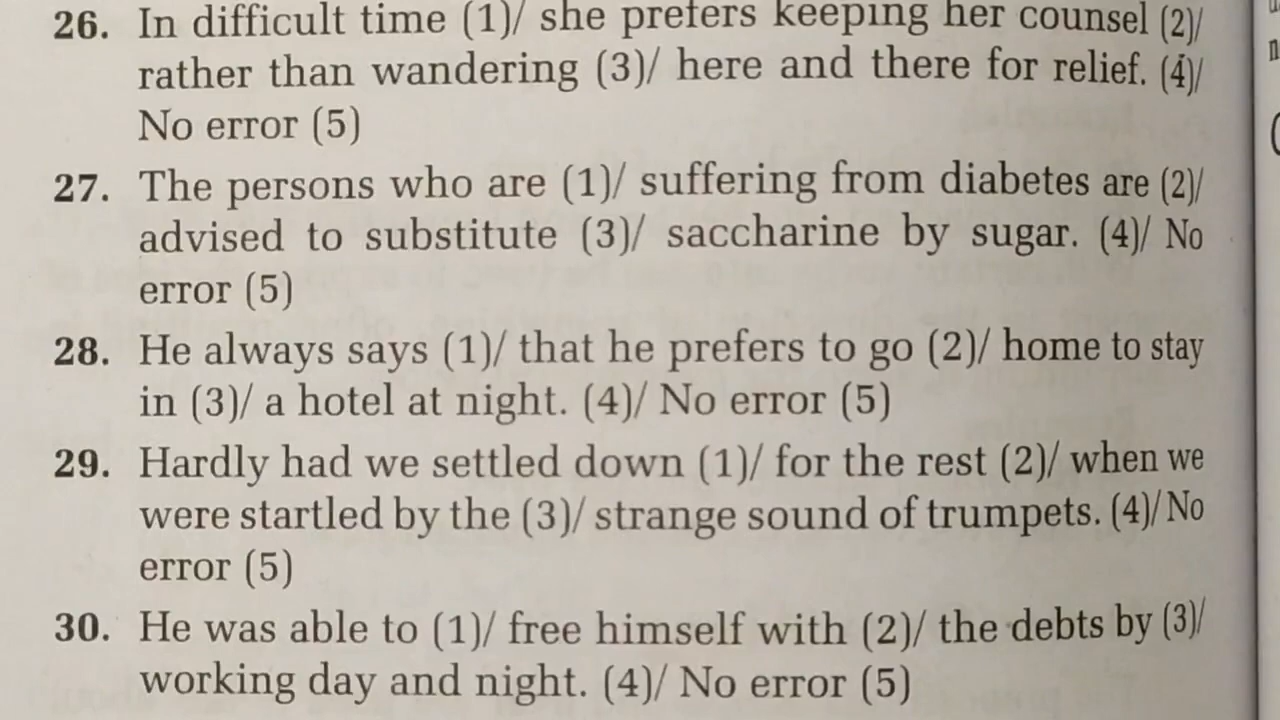 26. In difficult time (1)/ she prefers keeping her counsel (2)/
rather than wandering (3)/ here and there for relief. (4)/
No error (5)
27. The persons who are (1)/ suffering from diabetes are (2)/
advised to substitute (3)/ saccharine by sugar. (4)/ No
error (5)
28. He always says (1)/ that he prefers to go (2)/ home to stay
in (3)/ a hotel at night. (4)/ No error (5)
29. Hardly had we settled down (1)/ for the rest (2)/ when we
were startled by the (3)/ strange sound of trumpets. (4)/ No
error (5)
30. He was able to (1)/ free himself with (2)/ the debts by (3)/
working day and night. (4)/ No error (5)